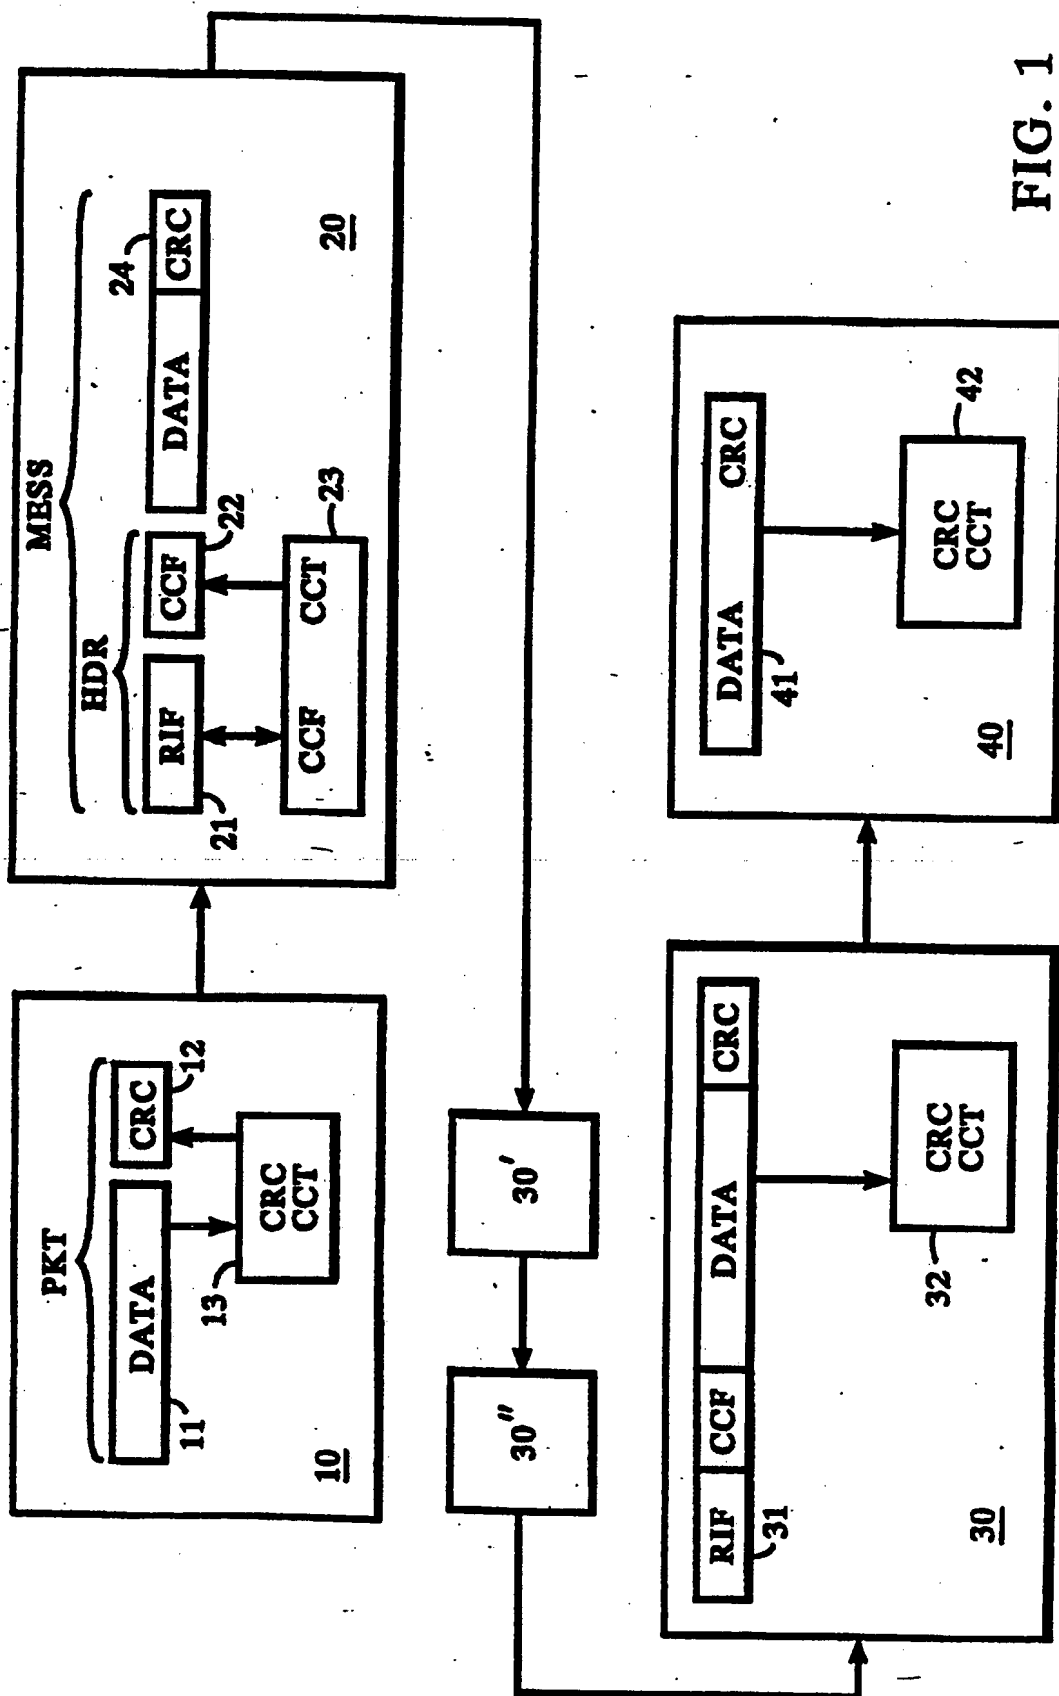 PKT
DATA
CRC
11
12
13
CRC
CCT
10
MESS
HDR
RIF
CCF
DATA
CRC
21
22
24
CCF CCT
23
20
30'
30"
RIF CCF DATA CRC
31
32
CRC
CCT
30
DATA CRC
41
42
CRC
CCT
40
FIG. 1